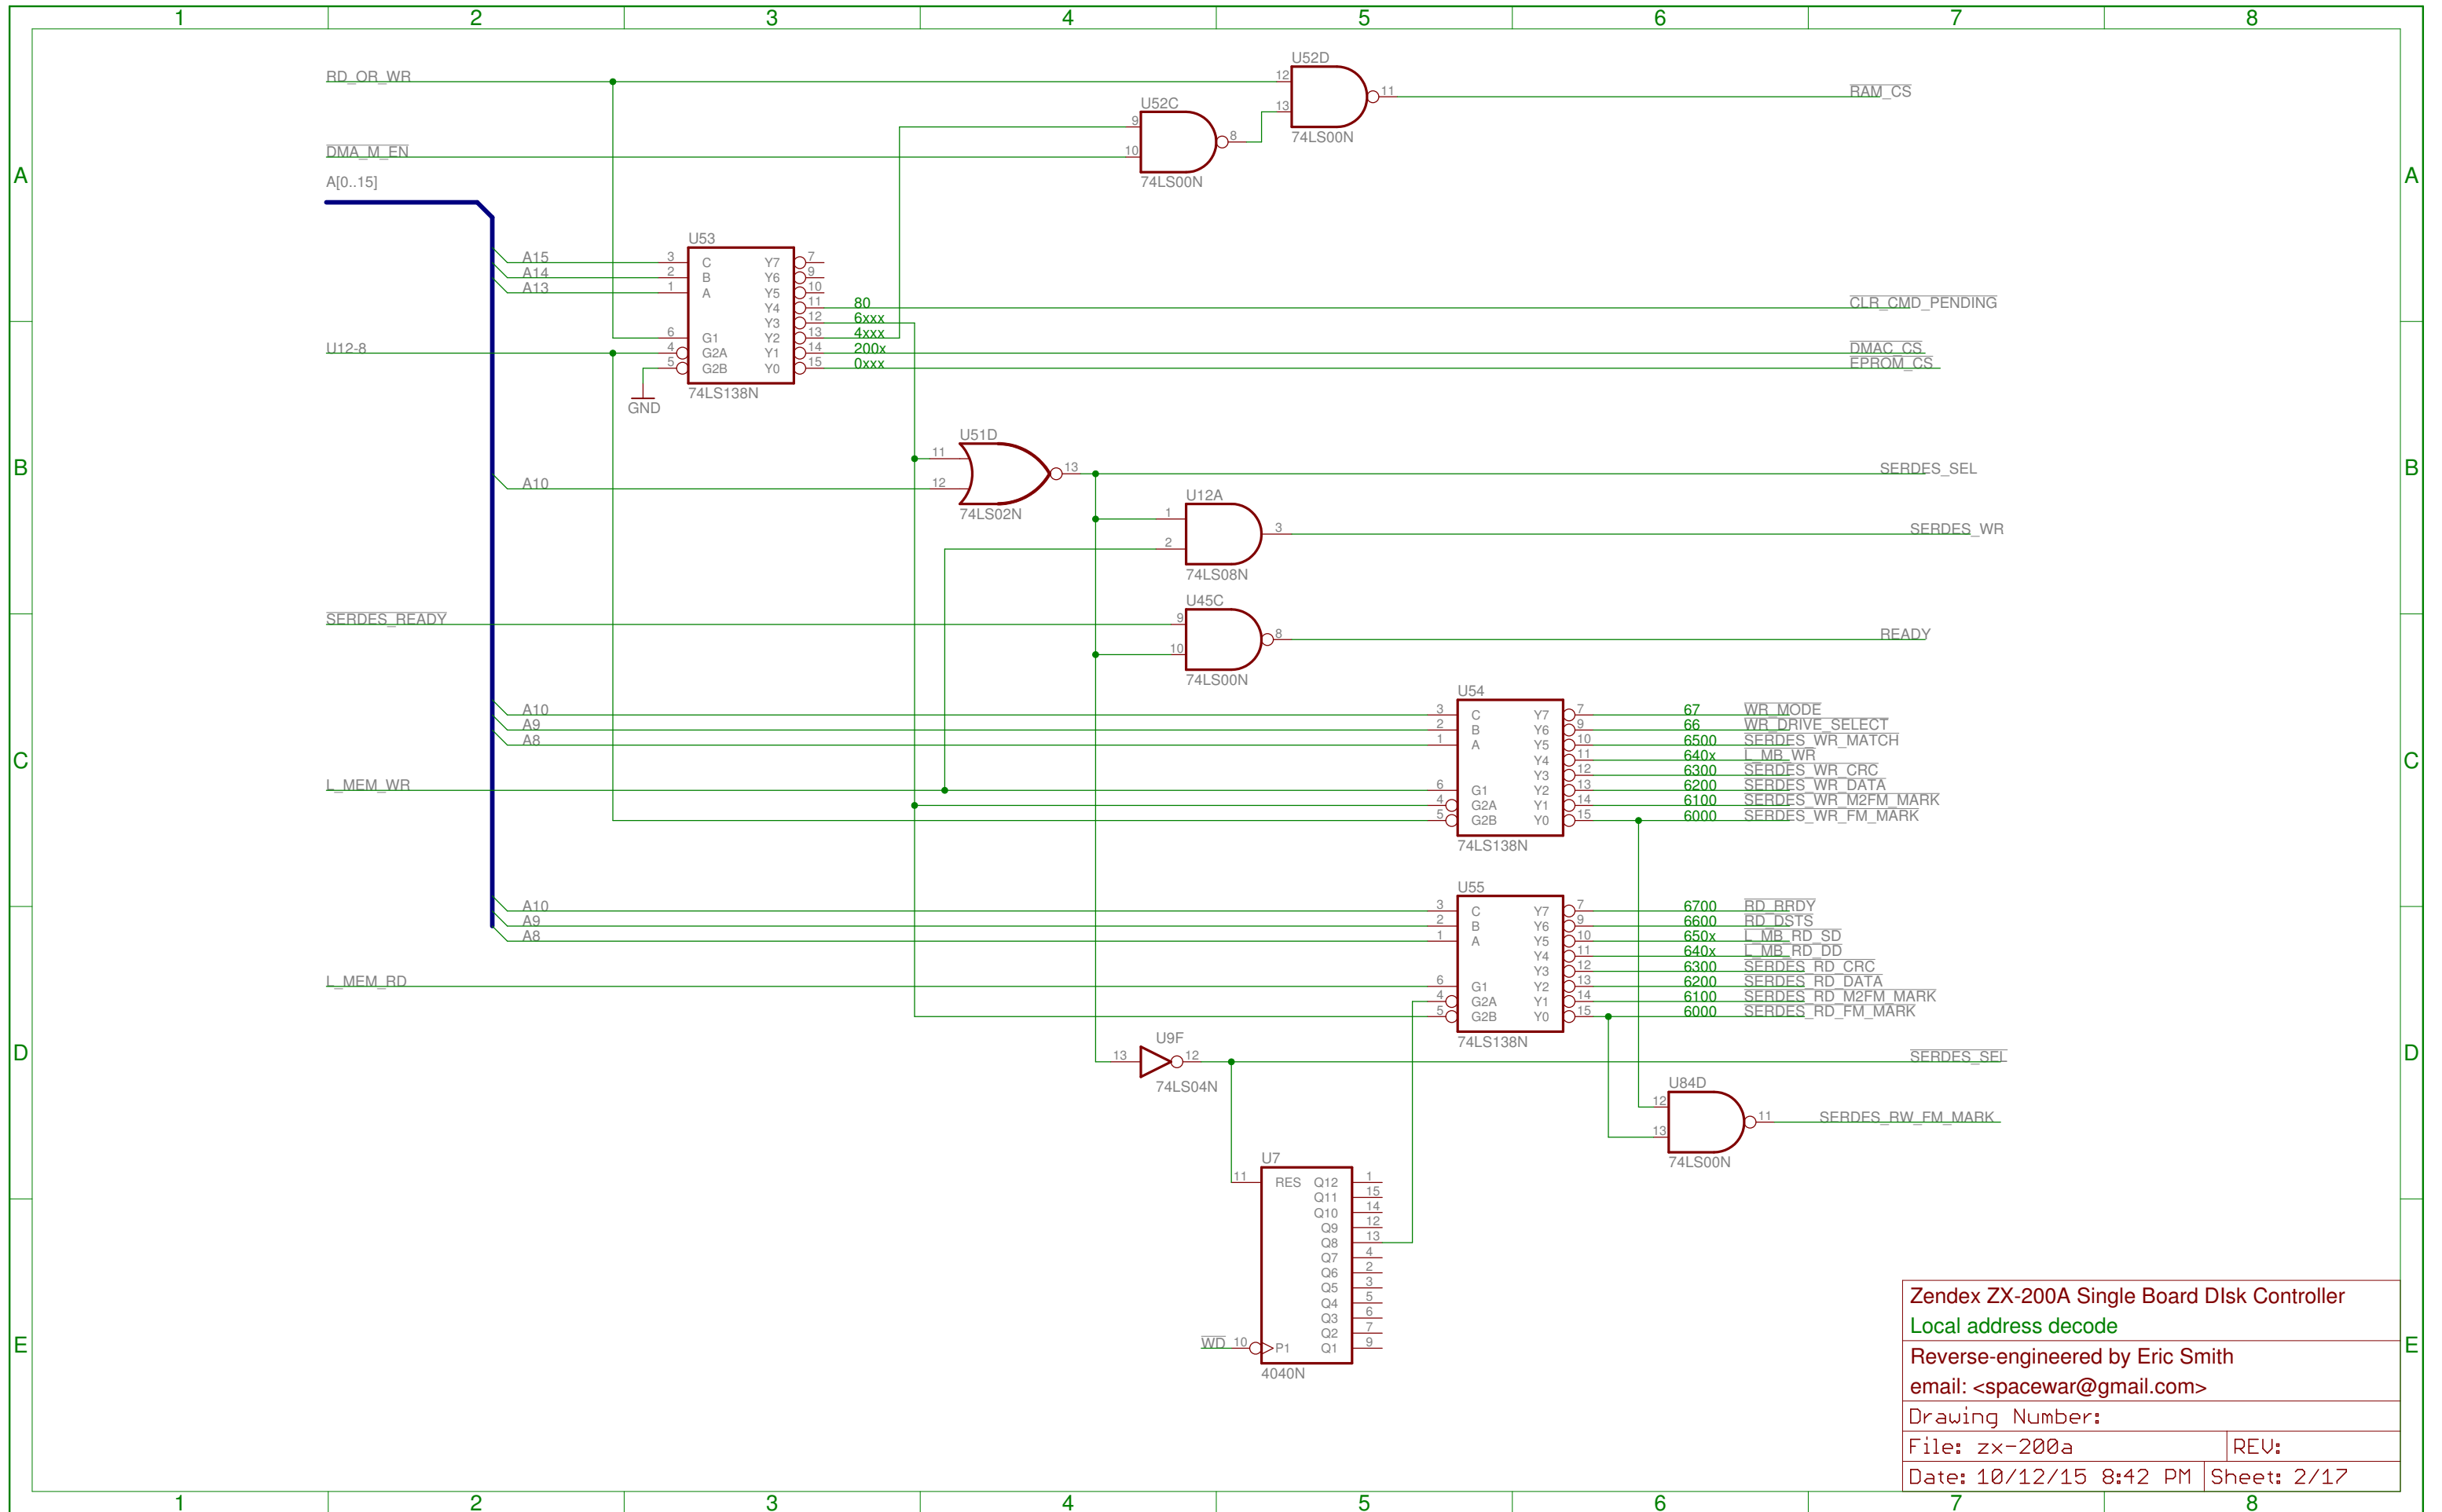 1 2 3 4 5 6 7 8
U52D
RD_OR_WR 12 11 RAM_CS
U52C 13
9 8 74LS00N
DMA_M_EN 10
A A
A[0..15] 74LS00N
U53
A15 3 C Y7 7
A14 2 B Y6 9
A13 1 A Y5 10
Y4 11 80 CLR_CMD_PENDING
Y3 12 6xxx
6 G1 Y2 13 4xxx
U12-8 4 G2A Y1 14 200x DMAC_CS
5 G2B Y0 15 0xxx EPROM_CS
74LS138N
GND
U51D
11
B 13 SERDES_SEL B
A10 12
U12A
74LS02N 1
3 SERDES_WR
2
74LS08N
U45C
SERDES_READY 9
8 READY
10
74LS00N
U54
A10 3 C Y7 7 67 WR_MODE
A9 2 B Y6 9 66 WR_DRIVE_SELECT
A8 1 A Y5 10 6500 SERDES_WR_MATCH
C Y4 11 640x L_MB_WR C
Y3 12 6300 SERDES_WR_CRC
L_MEM_WR 6 G1 Y2 13 6200 SERDES_WR_DATA
4 G2A Y1 14 6100 SERDES_WR_M2FM_MARK
5 G2B Y0 15 6000 SERDES_WR_FM_MARK
74LS138N
U55
A10 3 C Y7 7 6700 RD_RRDY
A9 2 B Y6 9 6600 RD_DSTS
A8 1 A Y5 10 650x L_MB_RD_SD
Y4 11 640x L_MB_RD_DD
Y3 12 6300 SERDES_RD_CRC
L_MEM_RD 6 G1 Y2 13 6200 SERDES_RD_DATA
4 G2A Y1 14 6100 SERDES_RD_M2FM_MARK
5 G2B Y0 15 6000 SERDES_RD_FM_MARK
U9F 74LS138N
D 13 12 SERDES_SEL D
74LS04N U84D
12
11 SERDES_RW_FM_MARK
13
U7 74LS00N
11 RES Q12 1
Q11 15
Q10 14
Q9 12
Q8 13
Q7 4
Q6 2
Q5 3
Q4 5
Q3 6
Q2 7
E WD 10 P1 Q1 9 E
4040N
Zendex ZX-200A Single Board DIsk Controller
Local address decode
Reverse-engineered by Eric Smith
email: <spacewar@gmail.com>
Drawing Number:
File: zx-200a REV:
Date: 10/12/15 8:42 PM Sheet: 2/17
1 2 3 4 5 6 7 8